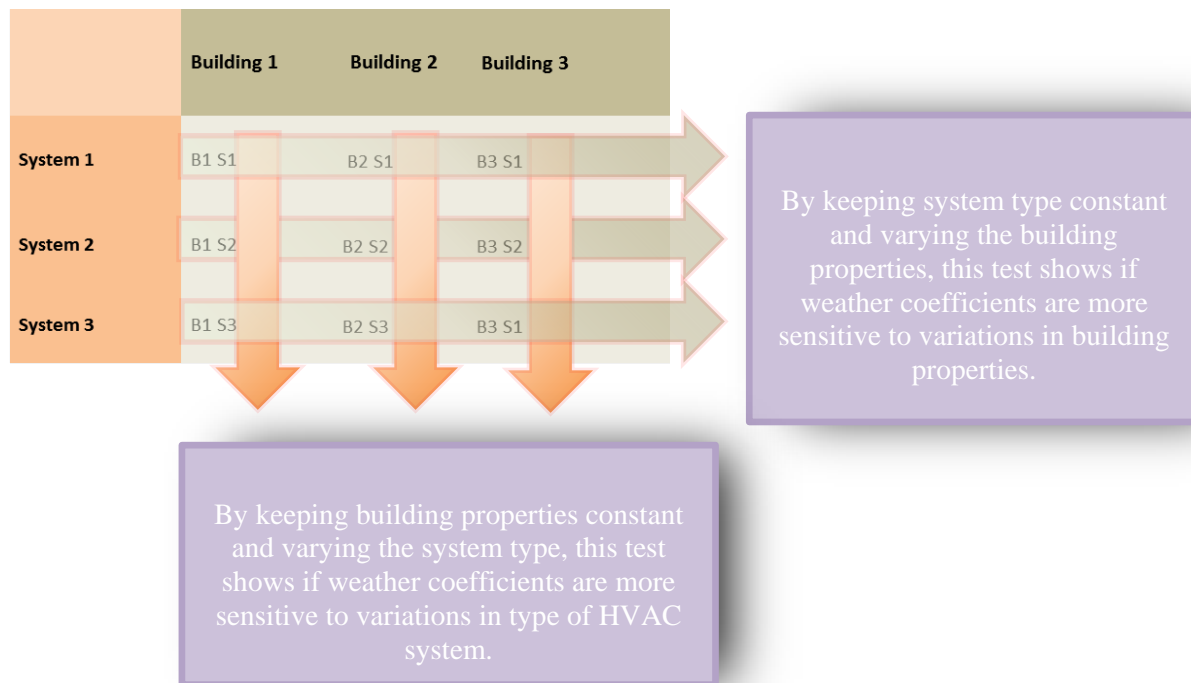 Building 1 Building 2 Building 3
System 1 B1 S1 B2 S1 B3 S1
System 2 B1 S2 B2 S2 B3 S2
System 3 B1 S3 B2 S3 B3 S1
By keeping system type constant
and varying the building
properties, this test shows if
weather coefficients are more
sensitive to variations in building
properties.
By keeping building properties constant
and varying the system type, this test
shows if weather coefficients are more
sensitive to variations in type of HVAC
system.